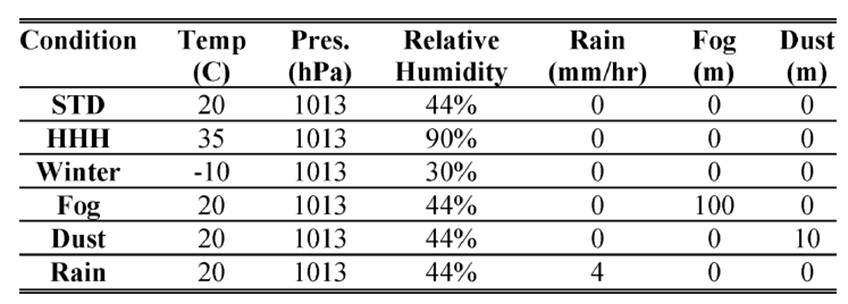 Condition Temp Pres. Relative Rain Fog Dust
(C) (hPa) Humidity (mm/hr) (m) (m)
STD 20 1013 44% 0 0 0
HHH 35 1013 90% 0 0 0
Winter -10 1013 30% 0 0 0
Fog 20 1013 44% 0 100 0
Dust 20 1013 44% 0 0 10
Rain 20 1013 44% 4 0 0